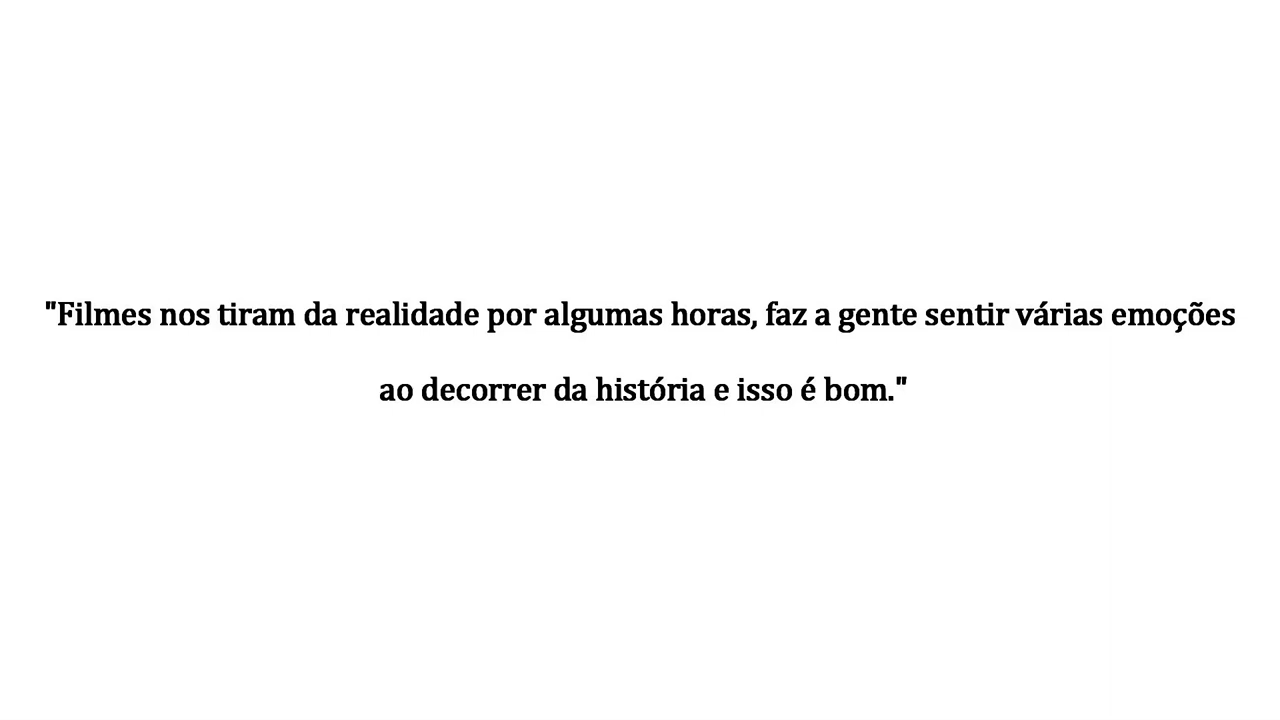 "Filmes nos tiram da realidade por algumas horas, faz a gente sentir várias emoções
ao decorrer da história e isso é bom."